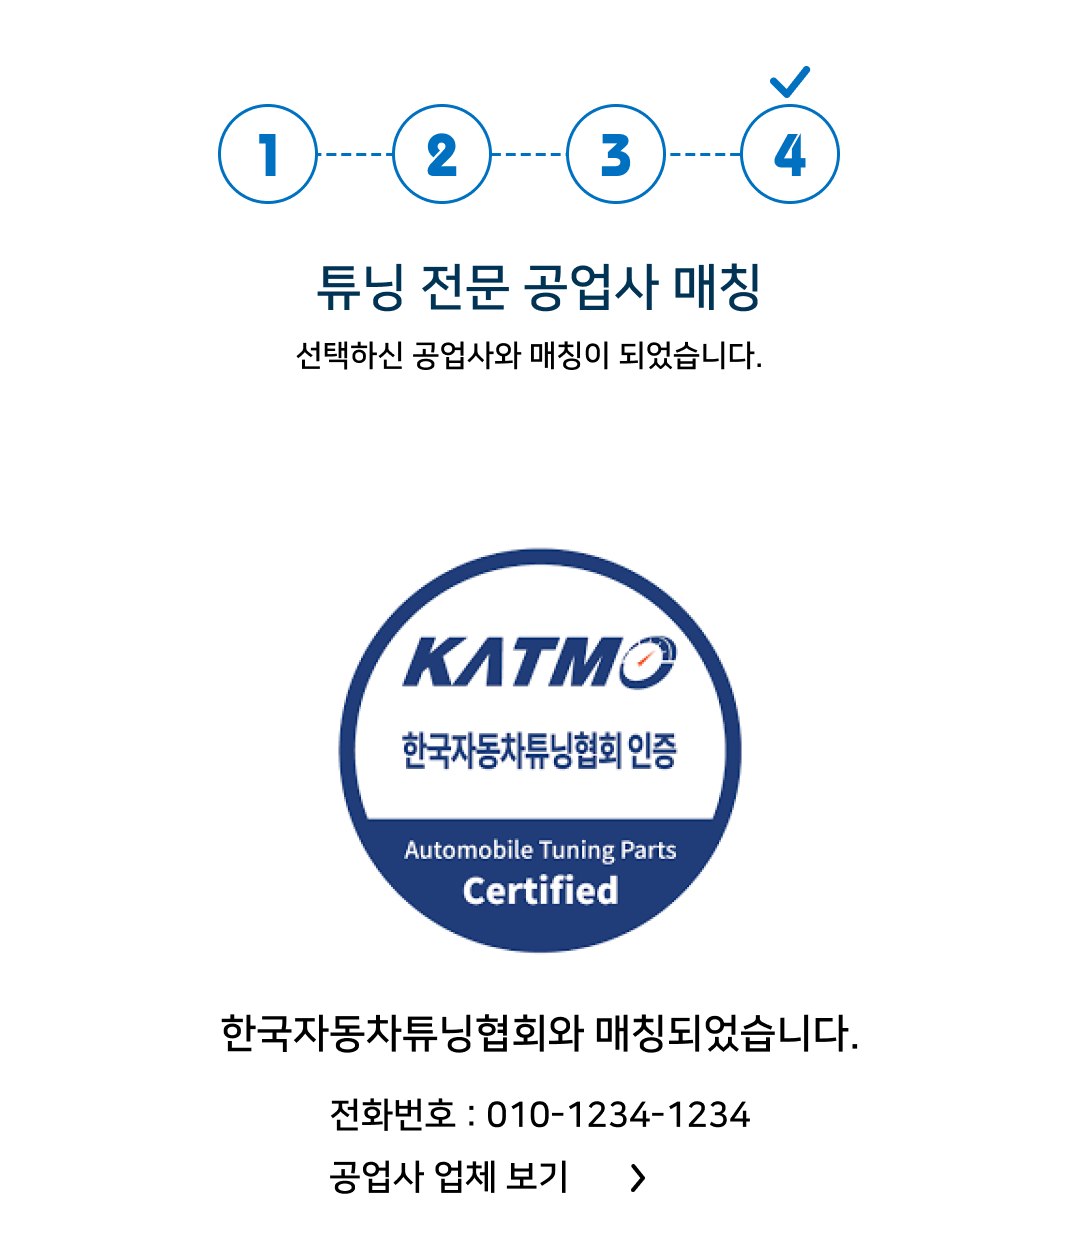 1 2 3 4
튜닝 전문 공업사 매칭
선택하신 공업사와 매칭이 되었습니다.
KATMO
한국자동차튜닝협회 인증
Automobile Tuning Parts
Certified
한국자동차튜닝협회와 매칭되었습니다.
전화번호 : 010-1234-1234
공업사 업체 보기 >